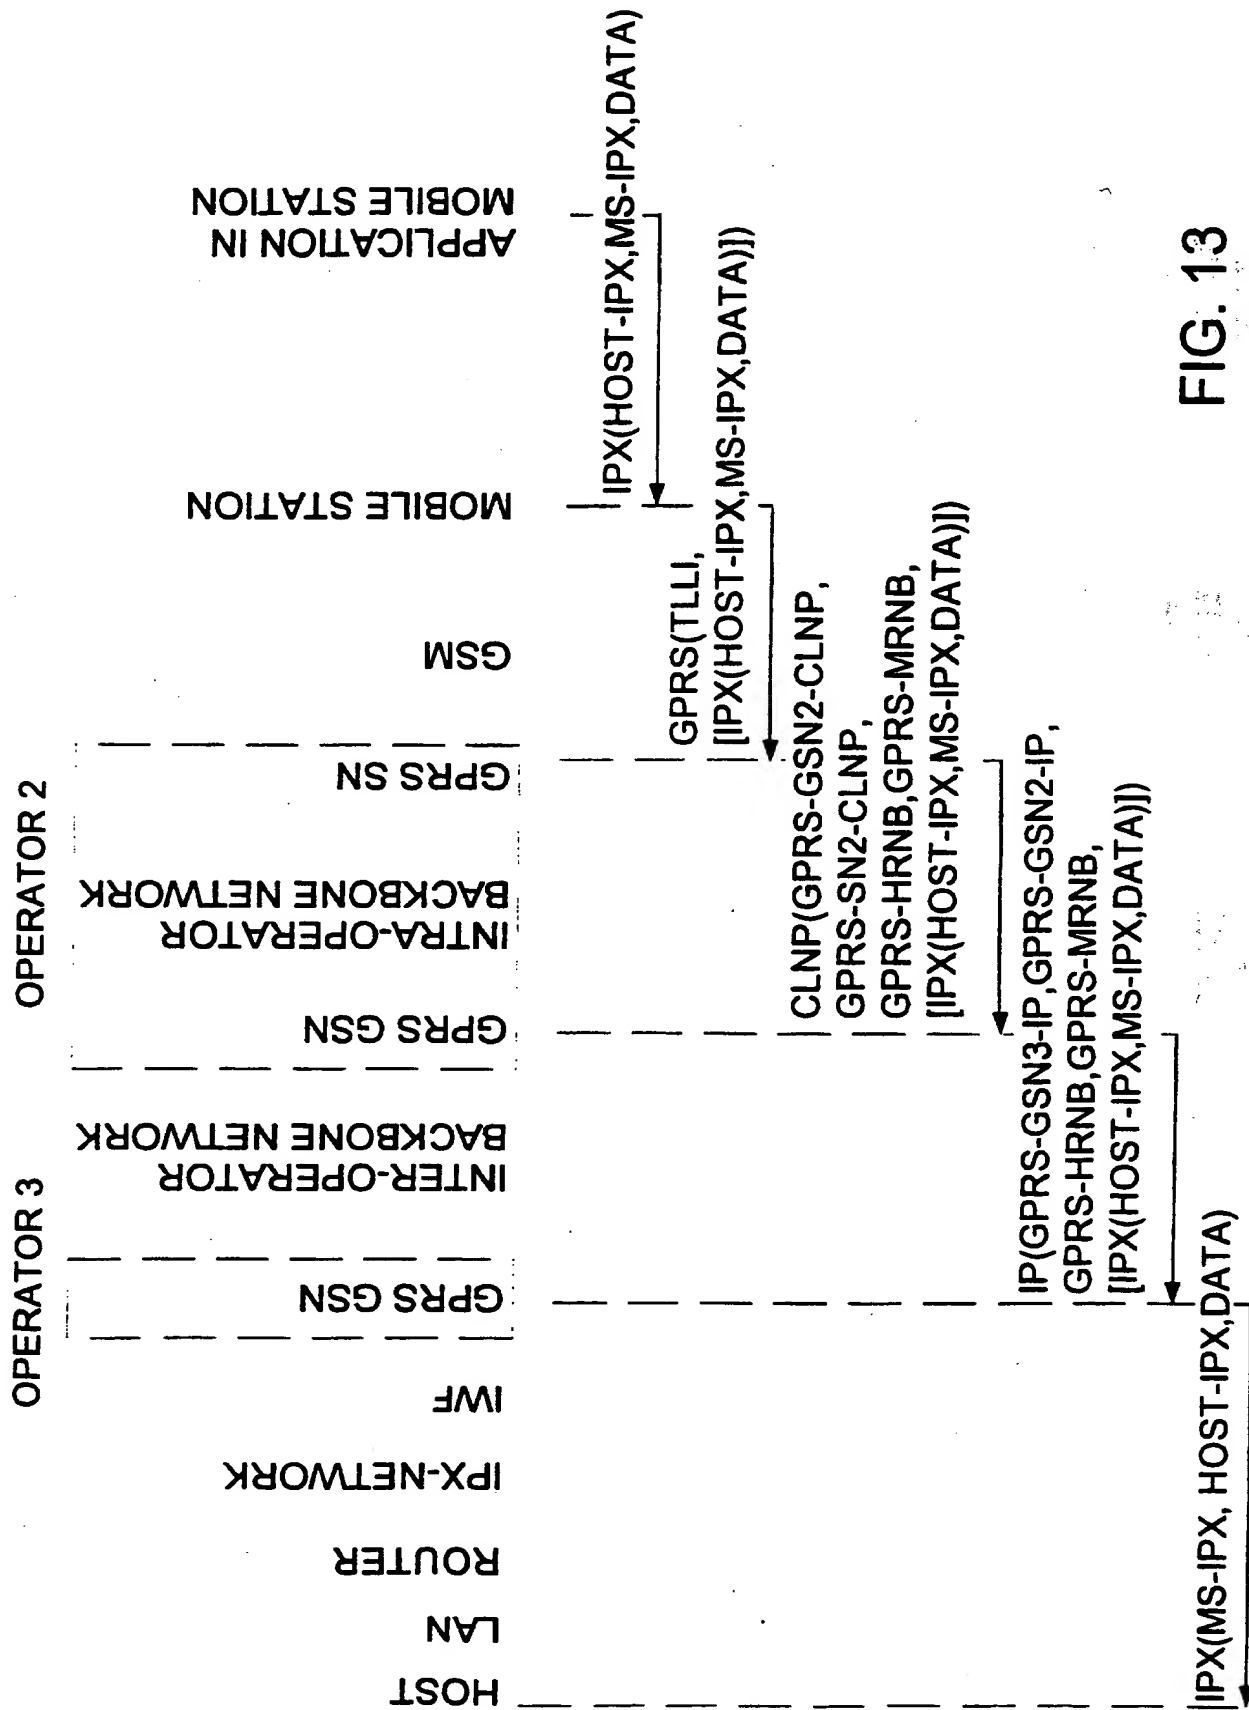 OPERATOR 3
OPERATOR 2
HOST
LAN
ROUTER
IPX-NETWORK
IWF
GPRS GSN
INTER-OPERATOR
BACKBONE NETWORK
GPRS GSN
INTRA-OPERATOR
BACKBONE NETWORK
GPRS SN
GSM
MOBILE STATION
APPLICATION IN
MOBILE STATION
IPX(HOST-IPX,MS-IPX,DATA)
GPRS(TLLI,
[IPX(HOST-IPX,MS-IPX,DATA)])
CLNP(GPRS-GSN2-CLNP,
GPRS-SN2-CLNP,
GPRS-HRNB,GPRS-MRNB,
[IPX(HOST-IPX,MS-IPX,DATA)])
IP(GPRS-GSN3-IP,GPRS-GSN2-IP,
GPRS-HRNB,GPRS-MRNB,
[IPX(HOST-IPX,MS-IPX,DATA)])
IPX(MS-IPX, HOST-IPX,DATA)
FIG. 13